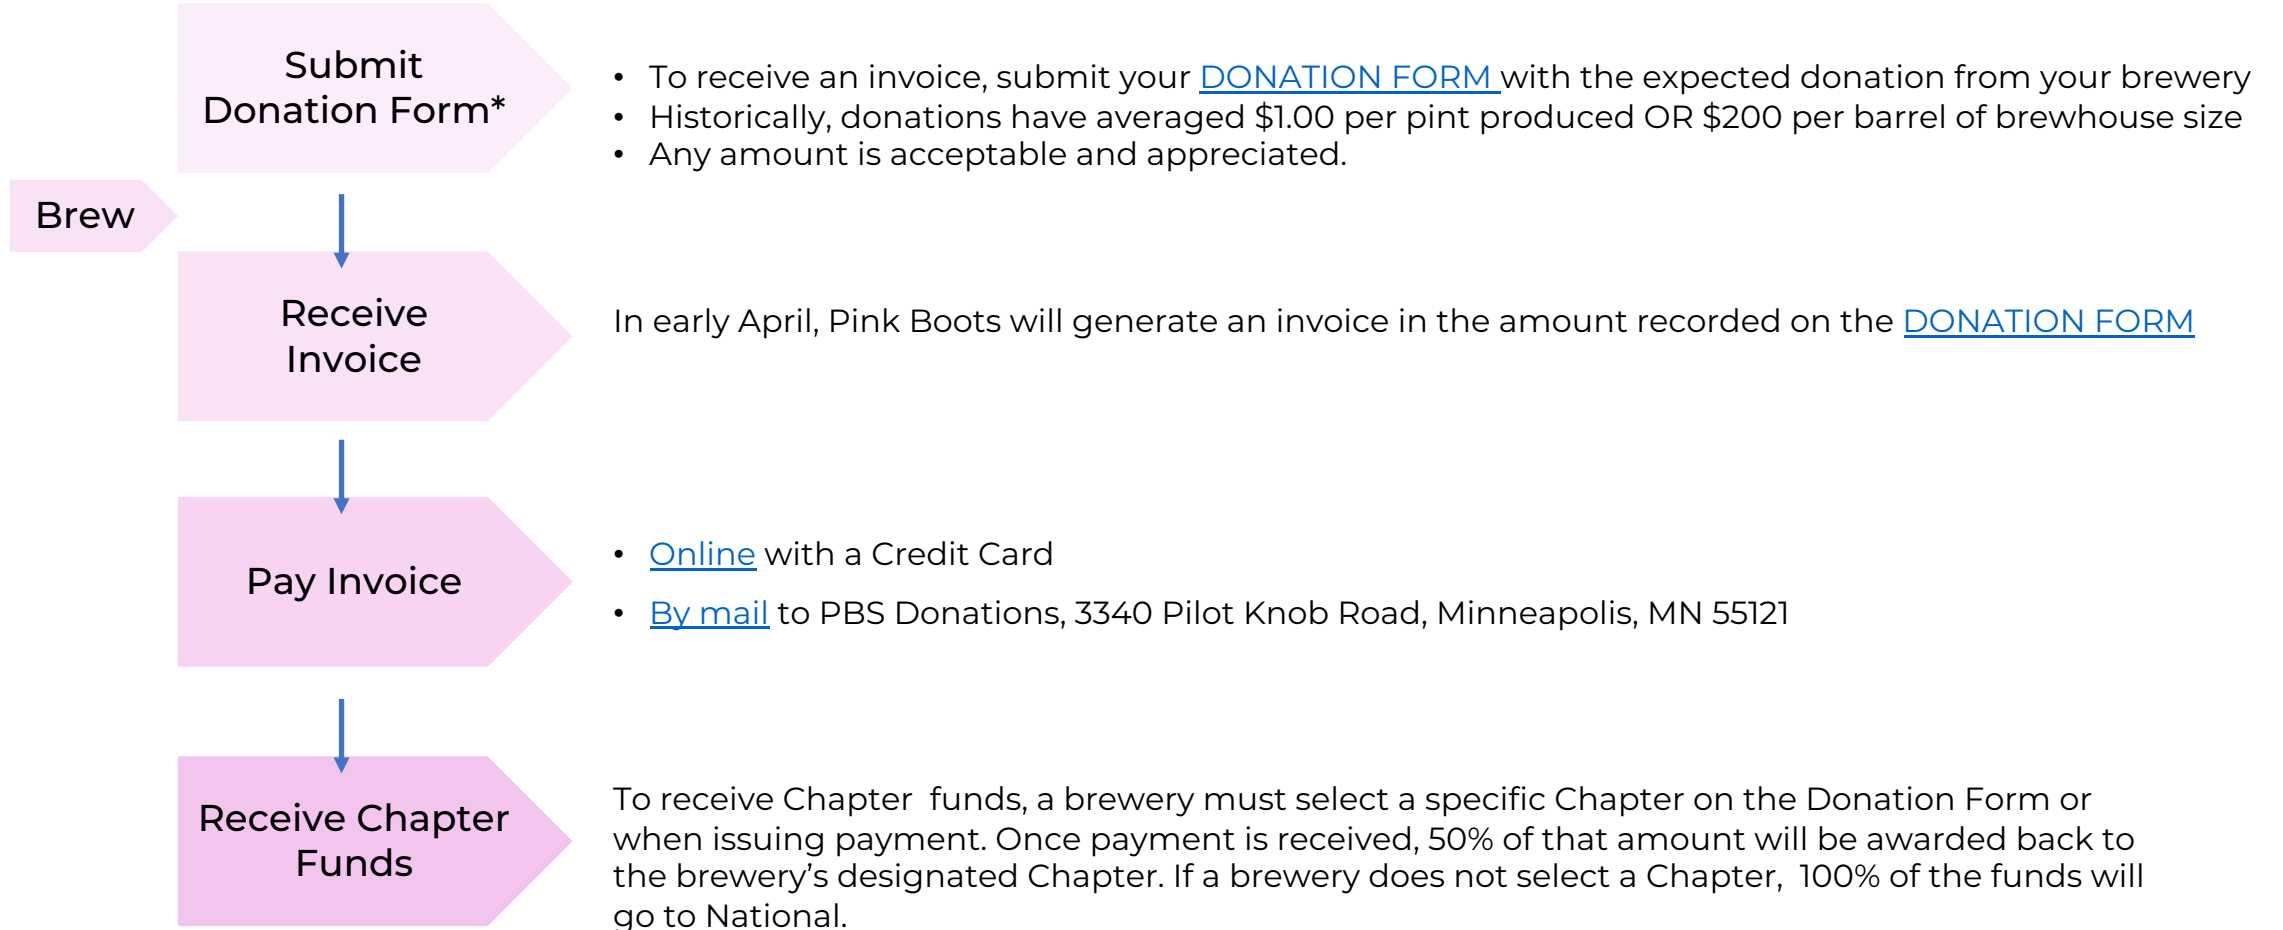 Submit
Donation Form*
• To receive an invoice, submit your DONATION FORM with the expected donation from your brewery
• Historically, donations have averaged $1.00 per pint produced OR $200 per barrel of brewhouse size
• Any amount is acceptable and appreciated.
Brew
Receive
Invoice
In early April, Pink Boots will generate an invoice in the amount recorded on the DONATION FORM
Pay Invoice
• Online with a Credit Card
• By mail to PBS Donations, 3340 Pilot Knob Road, Minneapolis, MN 55121
Receive Chapter
Funds
To receive Chapter  funds, a brewery must select a specific Chapter on the Donation Form or
when issuing payment. Once payment is received, 50% of that amount will be awarded back to
the brewery’s designated Chapter. If a brewery does not select a Chapter,  100% of the funds will
go to National.